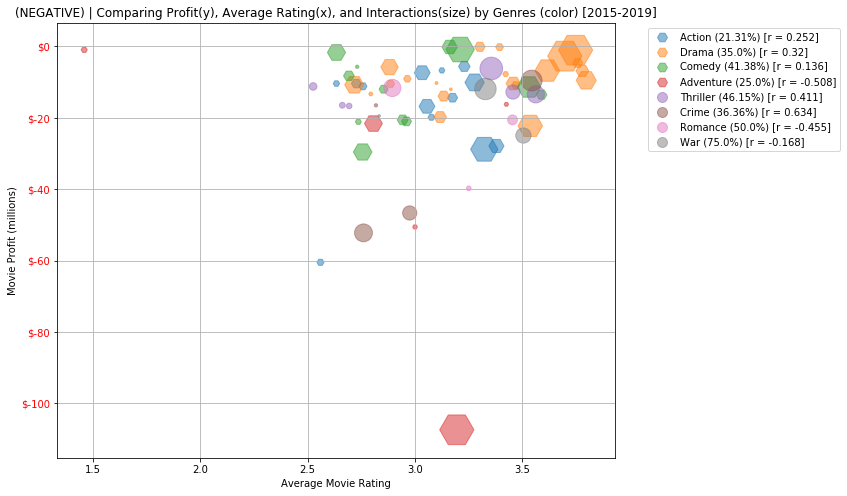 (NEGATIVE) | Comparing Profit(y), Average Rating(x), and Interactions(size) by Genres (color) [2015-2019]
$0
$-20
$-40
$-60
$-80
$-100
Movie Profit (millions)
1.5
2.0
2.5
3.0
3.5
Average Movie Rating
Action (21.31%) [r = 0.252]
Drama (35.0%) [r = 0.32]
Comedy (41.38%) [r = 0.136]
Adventure (25.0%) [r = -0.508]
Thriller (46.15%) [r = 0.411]
Crime (36.36%) [r = 0.634]
Romance (50.0%) [r = -0.455]
War (75.0%) [r = -0.168]